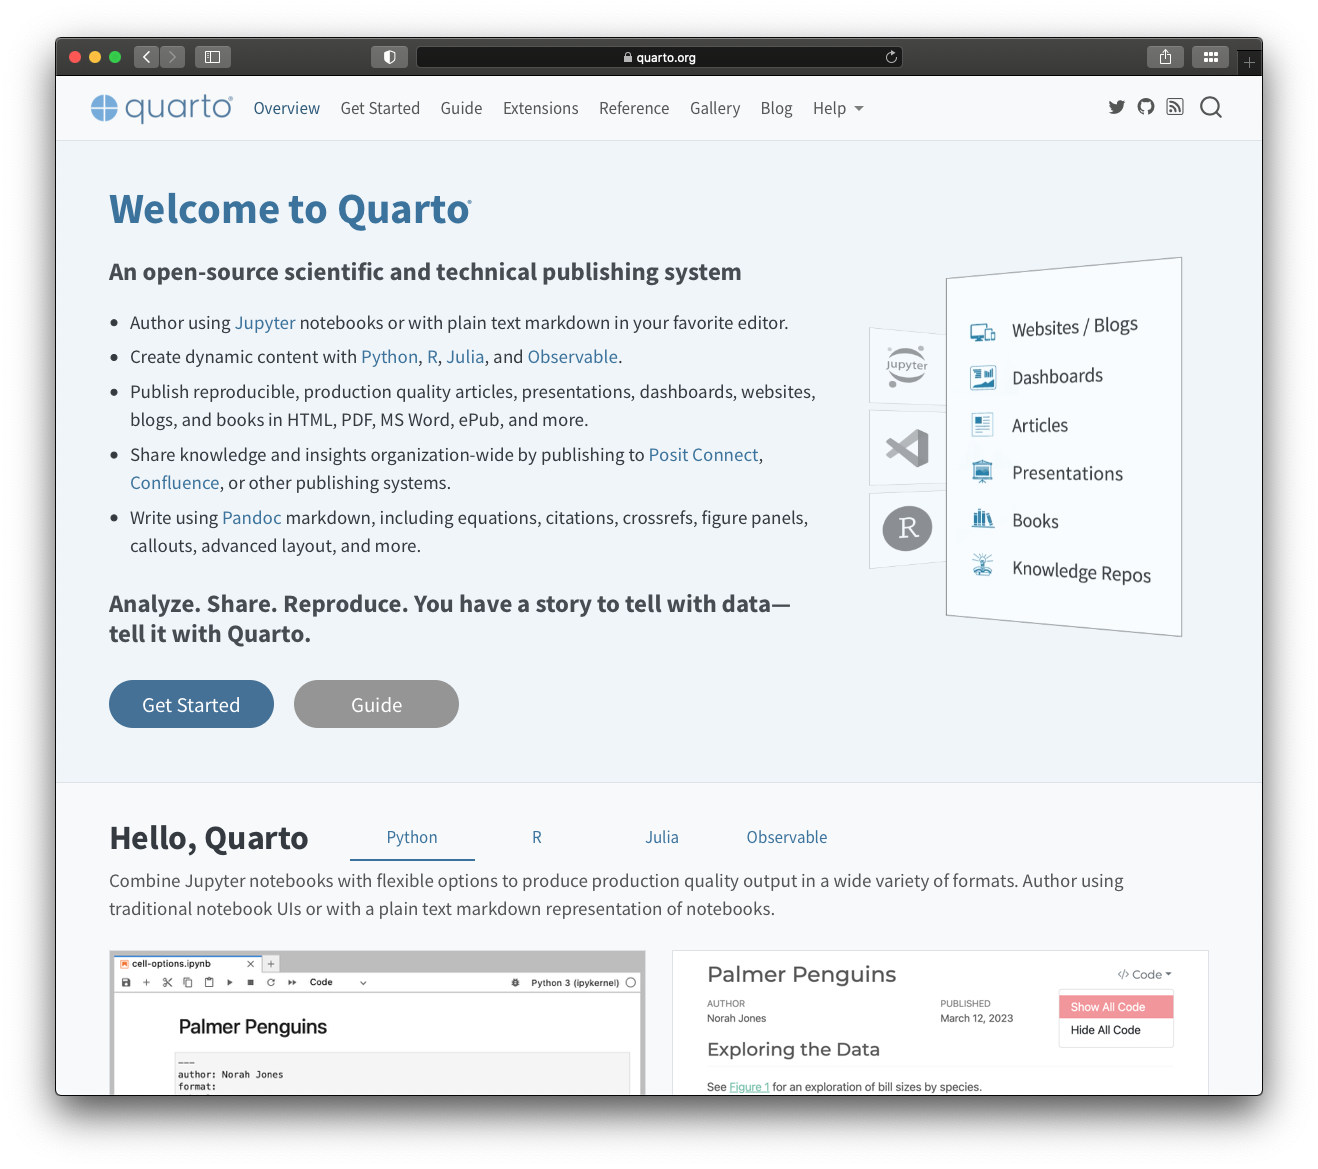 quarto.org
quarto®
Overview Get Started Guide Extensions Reference Gallery Blog Help
Welcome to Quarto®
An open-source scientific and technical publishing system
Author using Jupyter notebooks or with plain text markdown in your favorite editor.
Create dynamic content with Python, R, Julia, and Observable.
Publish reproducible, production quality articles, presentations, dashboards, websites,
blogs, and books in HTML, PDF, MS Word, ePub, and more.
Share knowledge and insights organization-wide by publishing to Posit Connect,
Confluence, or other publishing systems.
Write using Pandoc markdown, including equations, citations, crossrefs, figure panels,
callouts, advanced layout, and more.
Analyze. Share. Reproduce. You have a story to tell with data—
tell it with Quarto.
Get Started Guide
Jupyter
R
Websites / Blogs
Dashboards
Articles
Presentations
Books
Knowledge Repos
Hello, Quarto Python R Julia Observable
Combine Jupyter notebooks with flexible options to produce production quality output in a wide variety of formats. Author using
traditional notebook UIs or with a plain text markdown representation of notebooks.
cell-options.ipynb
Code Python 3 (ipykernel)
Palmer Penguins
---
author: Norah Jones
format:
Palmer Penguins </> Code
AUTHOR PUBLISHED
Norah Jones March 12, 2023
Show All Code
Hide All Code
Exploring the Data
See Figure 1 for an exploration of bill sizes by species.